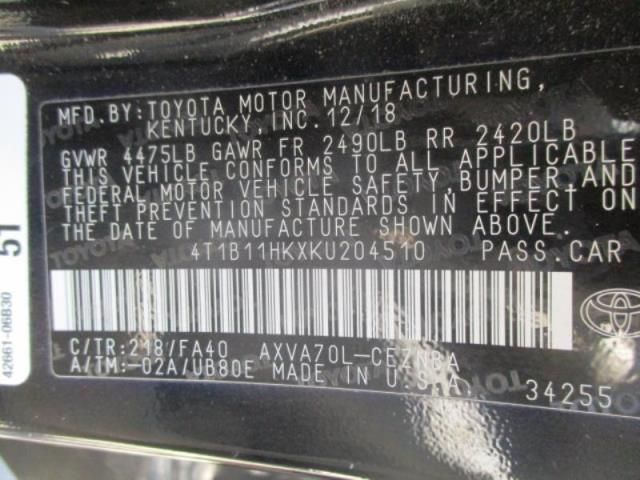 MFD.BY:TOYOTA MOTOR MANUFACTURING,
KENTUCKY,INC.12/18
GVWR 4475LB GAWR FR 2490LB RR 2420LB
THIS VEHICLE CONFORMS TO ALL APPLICABLE
FEDERAL MOTOR VEHICLE SAFETY,BUMPER,AND
THEFT PREVENTION STANDARDS IN EFFECT ON
THE DATE OF MANUFACTURE SHOWN ABOVE.
4T1B11HKXKU204510 PASS.CAR
C/TR:218/FA40 AXVA70L-CEZNBA
A/TM:-02A/UB80E MADE IN U.S.A.
34255
51
42661-06B30